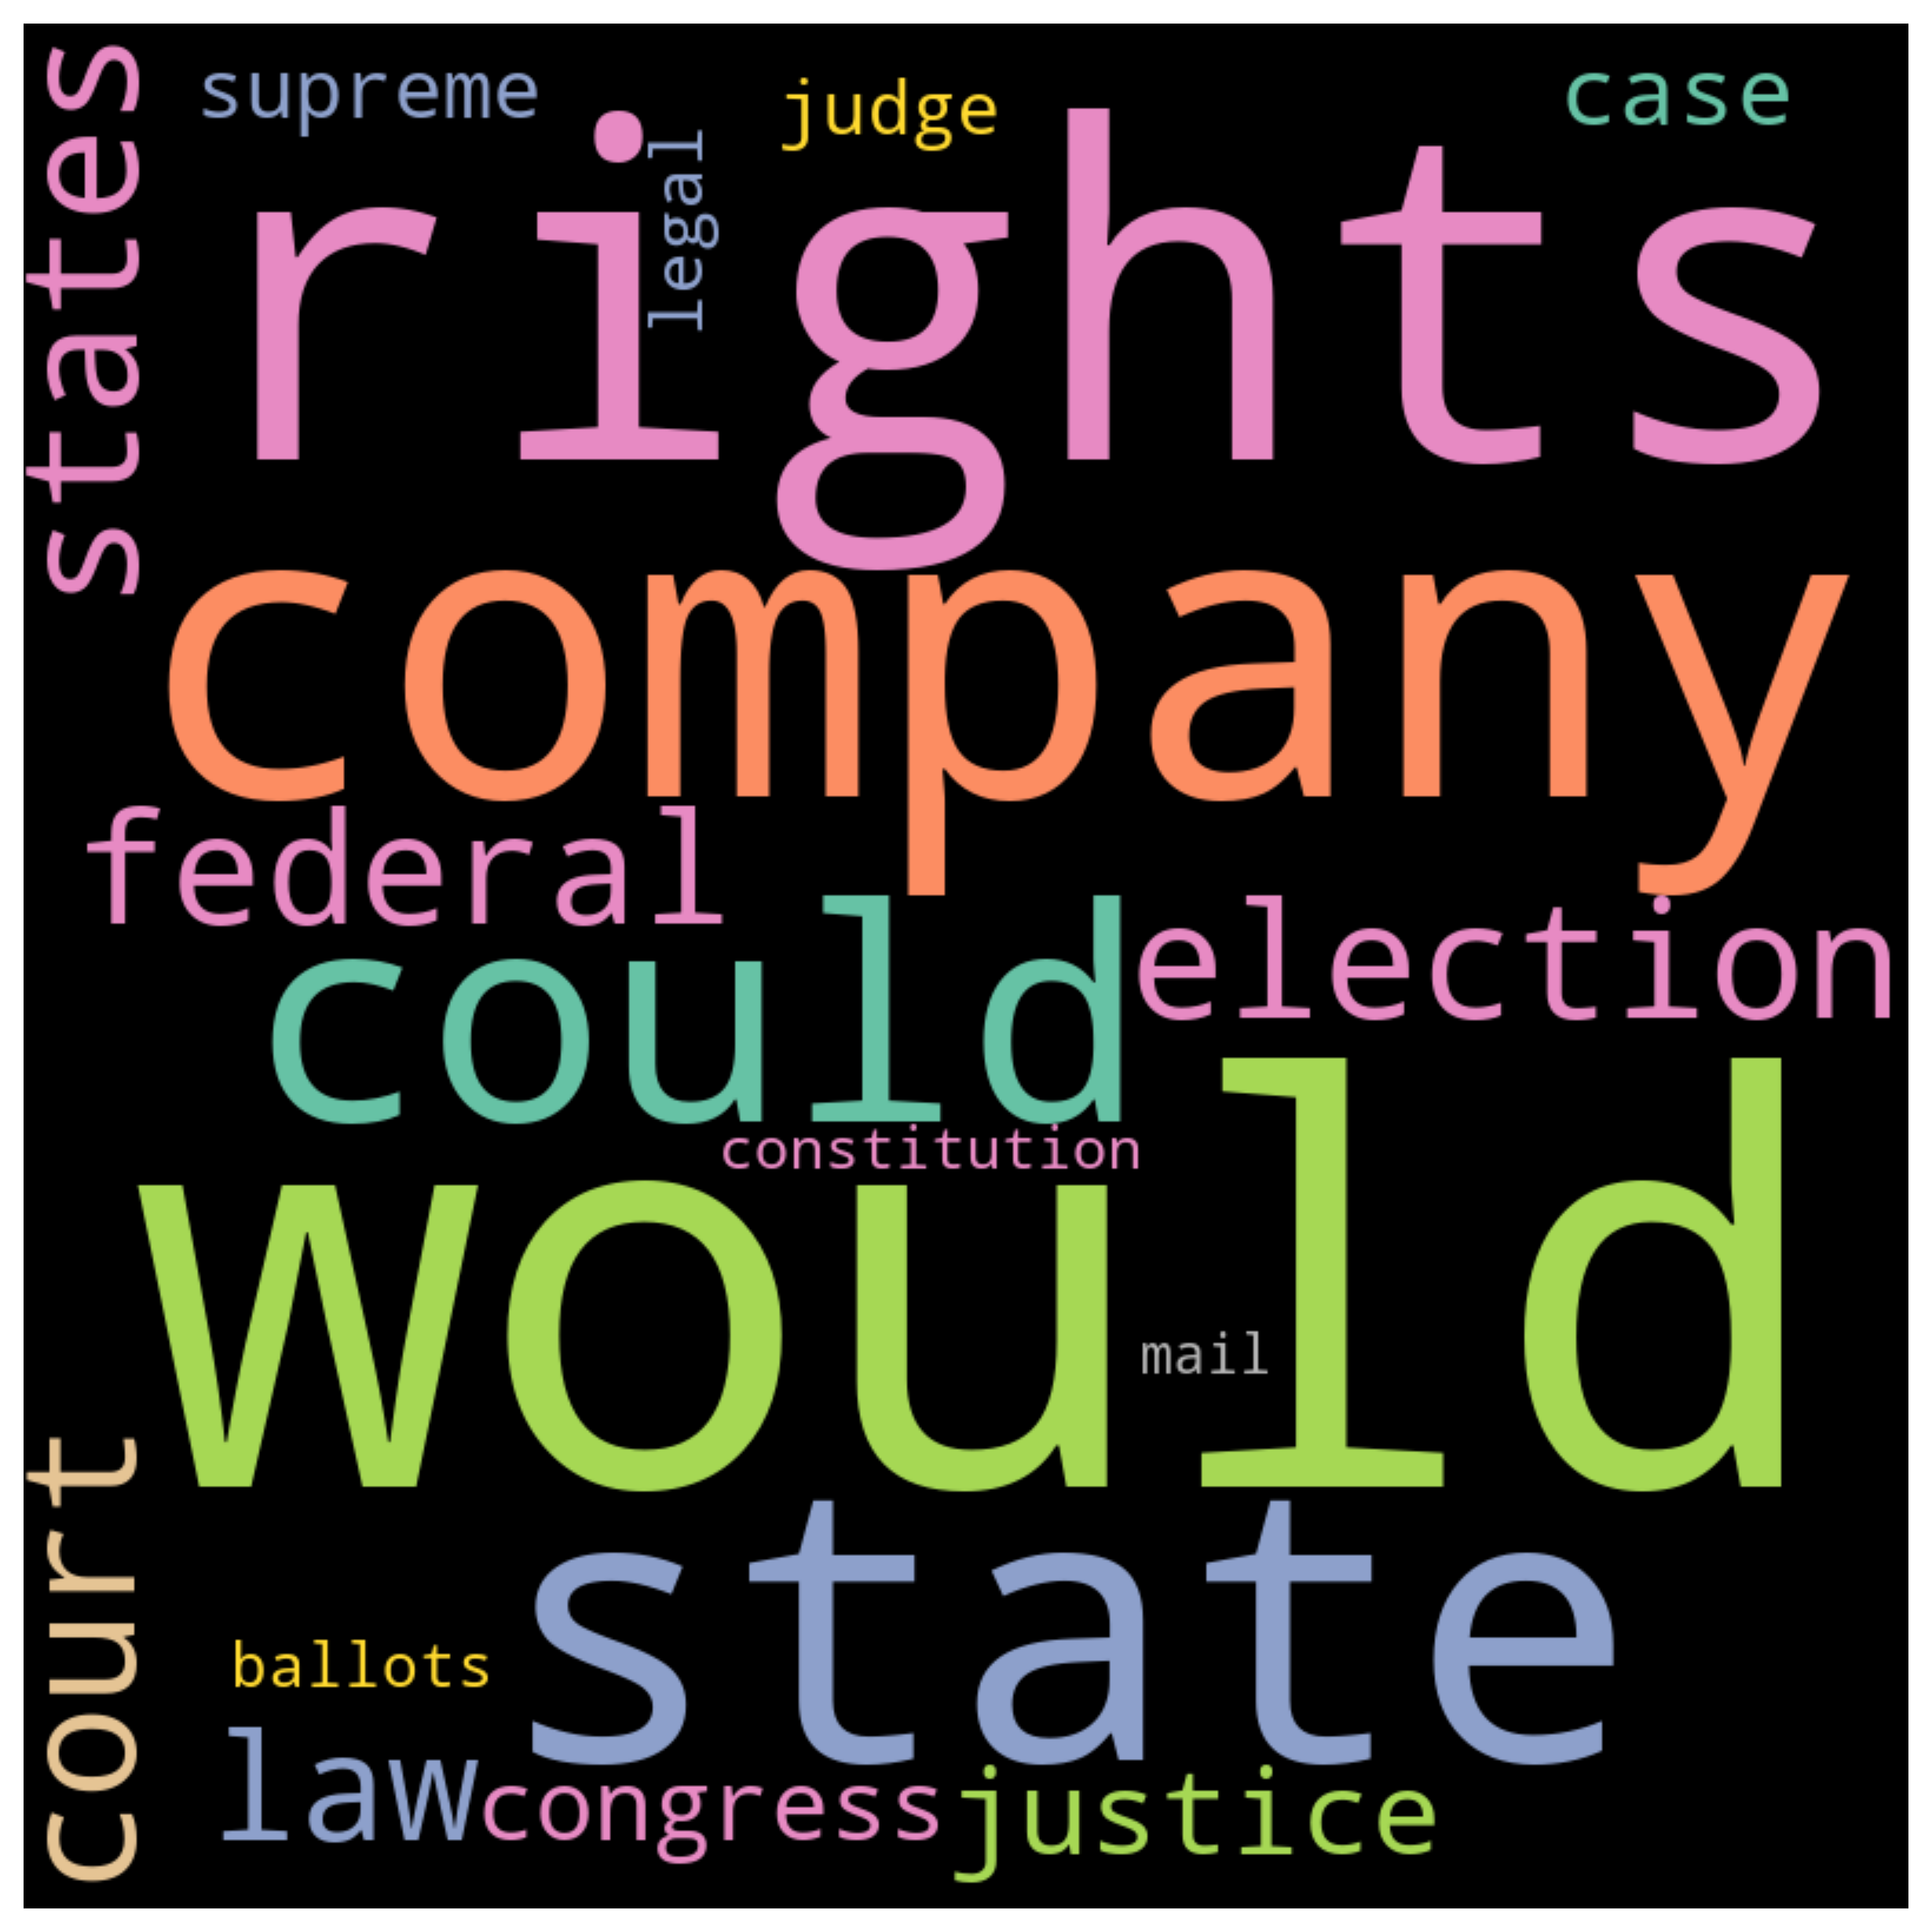 states
supreme
judge
case
legal
rights
company
federal
election
could
constitution
would
mail
court
state
ballots
law
congress
justice